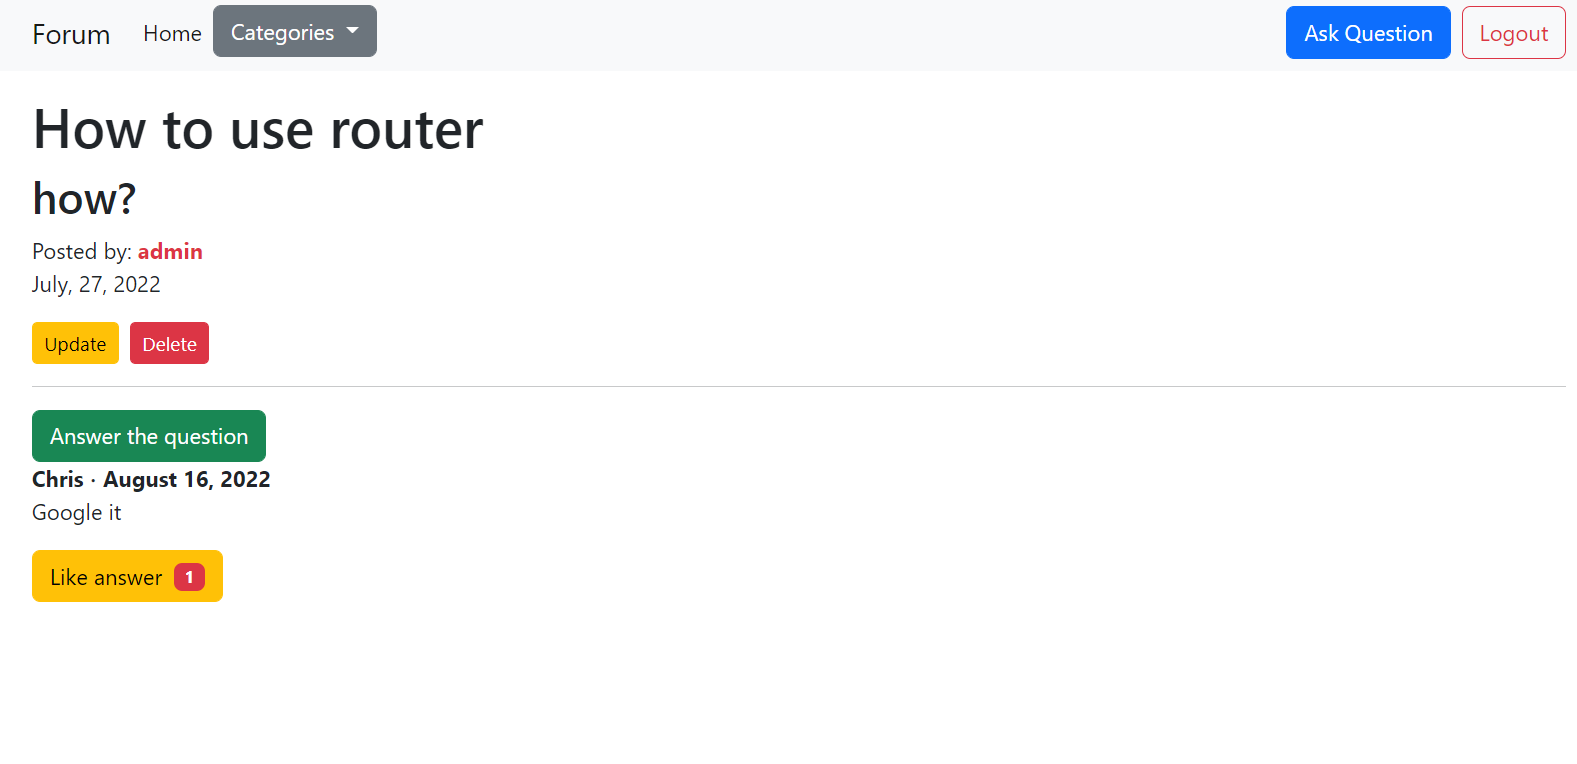 Forum Home Categories Ask Question Logout
How to use router
how?
Posted by: admin
July, 27, 2022
Update Delete
Answer the question
Chris · August 16, 2022
Google it
Like answer 1